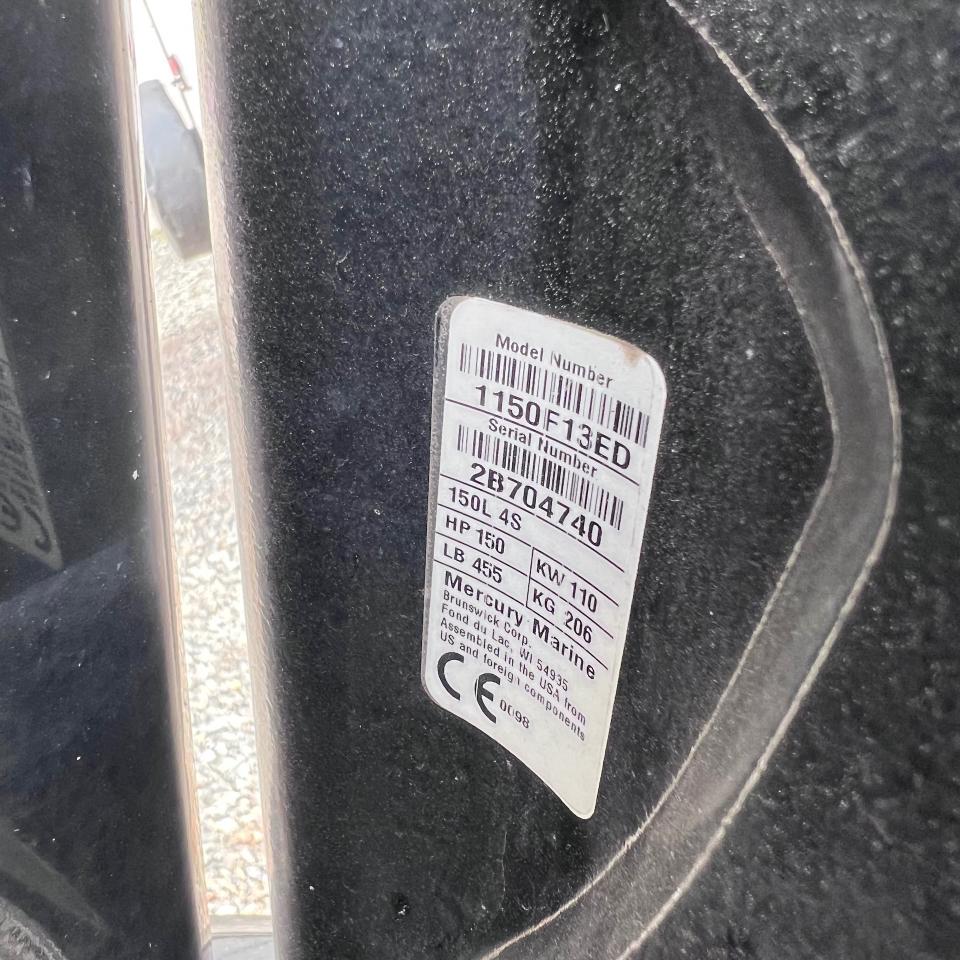 Model Number
1150F13ED
Serial Number
2B704740
150L 4S
HP 150
KW 110
LB 455
KG 206
Mercury Marine
Brunswick Corp.
Fond du Lac, WI 54935
Assembled in the USA from
US and foreign components
CE 0098